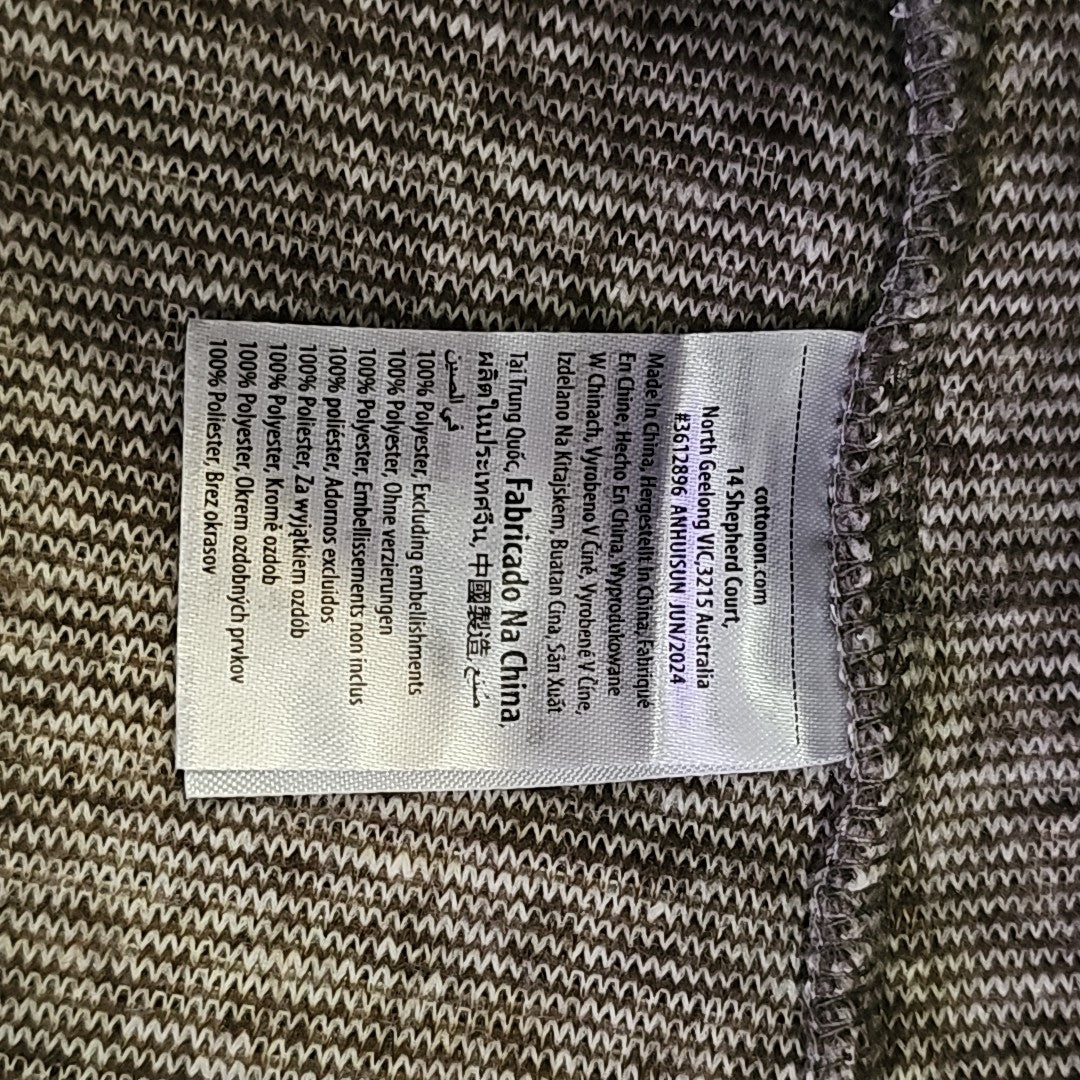 cottonon.com
14 Shepherd Court,
North Geelong VIC,3215 Australia
#3612896 ANHUISUN JUN/2024
Made In China, Hergestellt In China, Fabriqué
En Chine, Hecho En China, Wyprodukowane
W Chinach, Vyrobeno V Číně, Vyrobené V Číne,
Izdelano Na Kitajskem, Buatan Cina, Sản Xuất
Tại Trung Quốc, Fabricado Na China,
ผลิตในประเทศจีน, 中國製造, صنع
في الصين
100% Polyester, Excluding embellishments
100% Polyester, Ohne verzierungen
100% Polyester, Embellissements non inclus
100% poliéster, Adornos excluidos
100% Poliester, Za wyjątkiem ozdób
100% Polyester, Kromě ozdob
100% Polyester, Okrem ozdobných prvkov
100% Poliester, Brez okrasov